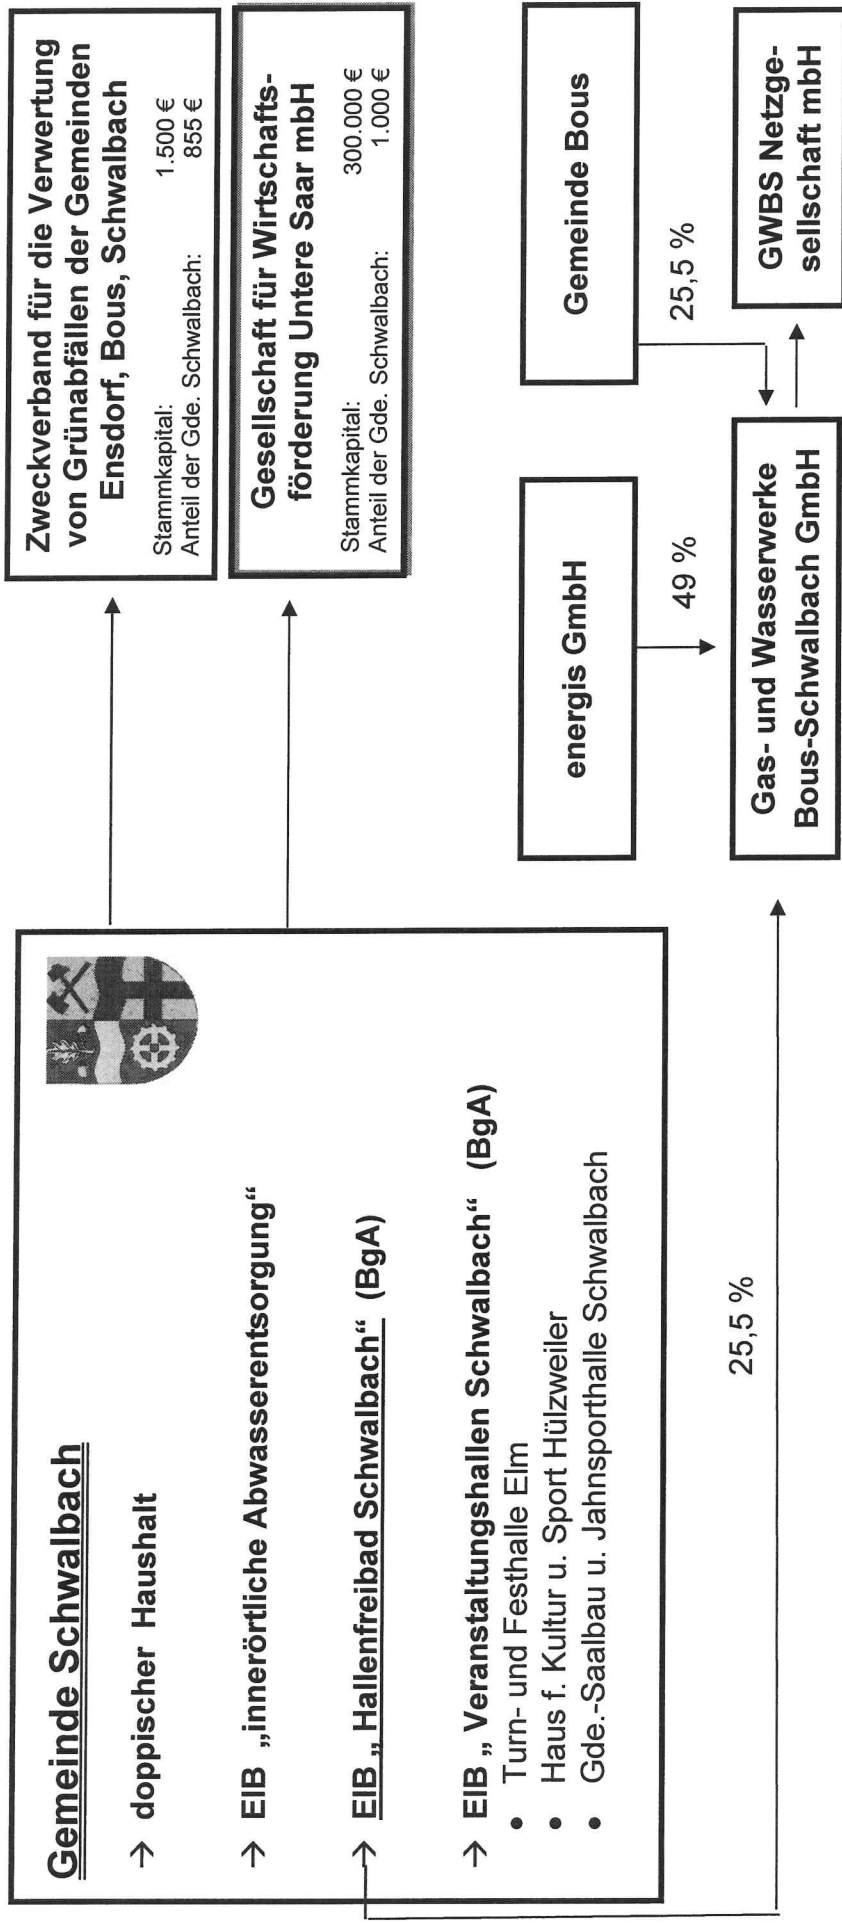 Gemeinde Schwalbach
→ doppischer Haushalt
→ EIB „innerörtliche Abwasserentsorgung“
→ EIB „ Hallenfreibad Schwalbach“ (BgA)
→ EIB „ Veranstaltungshallen Schwalbach“ (BgA)
• Turn- und Festhalle Elm
• Haus f. Kultur u. Sport Hülzweiler
• Gde.-Saalbau u. Jahnsporthalle Schwalbach
Zweckverband für die Verwertung
von Grünabfällen der Gemeinden
Ensdorf, Bous, Schwalbach
Stammkapital: 1.500 €
Anteil der Gde. Schwalbach: 855 €
Gesellschaft für Wirtschafts-
förderung Untere Saar mbH
Stammkapital: 300.000 €
Anteil der Gde. Schwalbach: 1.000 €
energis GmbH
Gemeinde Bous
49 %
25,5 %
25,5 %
Gas- und Wasserwerke
Bous-Schwalbach GmbH
GWBS Netzge-
sellschaft mbH